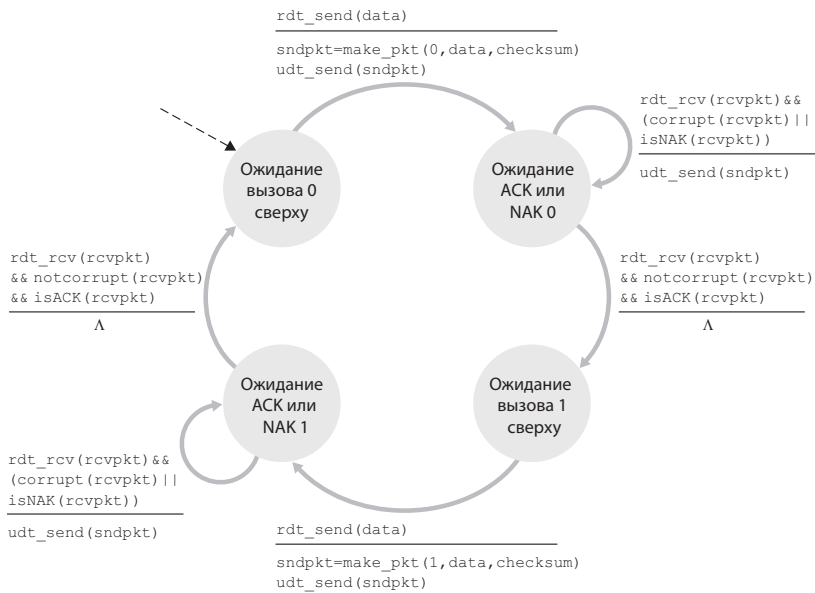 rdt_send(data)
sndpkt=make_pkt(0,data,checksum)
udt_send(sndpkt)
rdt_rcv(rcvpkt)&&
(corrupt(rcvpkt)||
isNAK(rcvpkt))
udt_send(sndpkt)
Ожидание
вызова 0
сверху
Ожидание
ACK или
NAK 0
rdt_rcv(rcvpkt)
&& notcorrupt(rcvpkt)
&& isACK(rcvpkt)
Λ
rdt_rcv(rcvpkt)
&& notcorrupt(rcvpkt)
&& isACK(rcvpkt)
Λ
Ожидание
ACK или
NAK 1
Ожидание
вызова 1
сверху
rdt_rcv(rcvpkt)&&
(corrupt(rcvpkt)||
isNAK(rcvpkt))
udt_send(sndpkt)
rdt_send(data)
sndpkt=make_pkt(1,data,checksum)
udt_send(sndpkt)